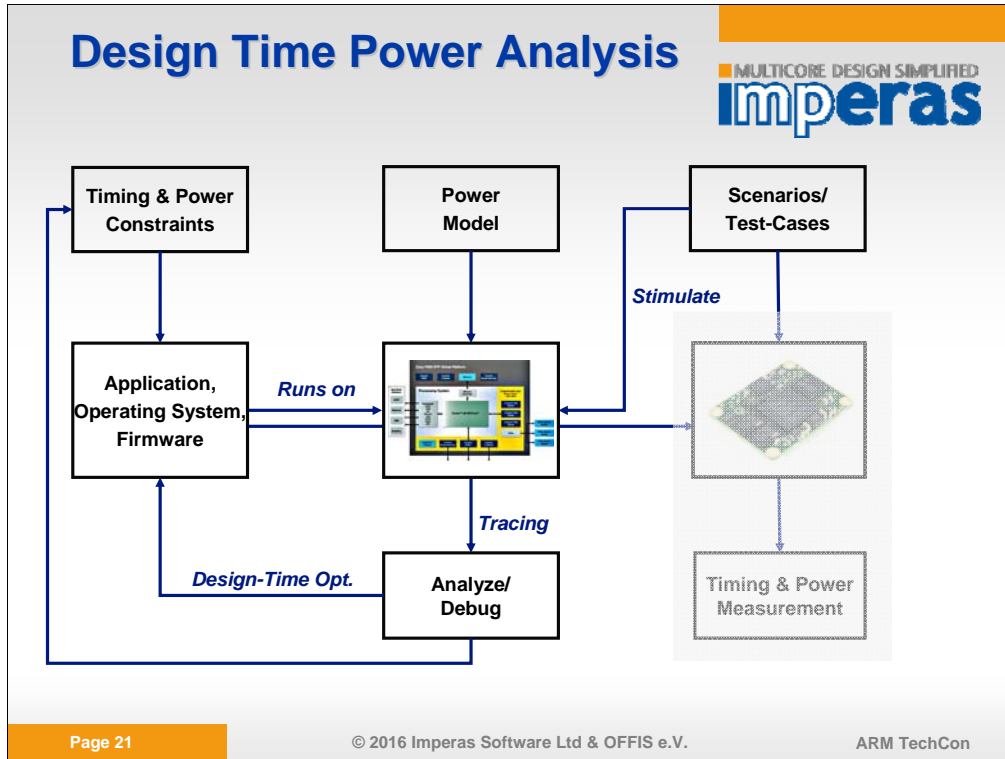 Design Time Power Analysis
MULTICORE DESIGN SIMPLIFIED
imperas
Timing & Power
Constraints
Power
Model
Scenarios/
Test-Cases
Stimulate
Application,
Operating System,
Firmware
Runs on
Tracing
Design-Time Opt.
Analyze/
Debug
Timing & Power
Measurement
Page 21
© 2016 Imperas Software Ltd & OFFIS e.V.
ARM TechCon